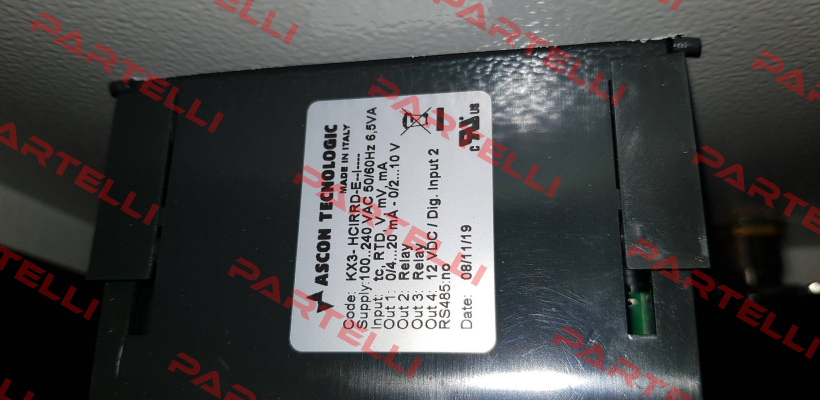 ASCON TECNOLOGIC
MADE IN ITALY
Code: KX3-HCIRRD-E--I----
Supply: 100...240 VAC 50/60Hz 6,5VA
Input: tc, RTD, V, mV, mA
Out 1: 0/4...20 mA - 0/2...10 V
Out 2: Relay
Out 3: Relay
Out 4: 12 VDC / Dig. Input 2
RS485:no
Date: 08/11/19
c US
PARTELLI
PARTELLI
PARTELLI
PARTELLI
PARTELLI
PARTELLI
PARTELLI
PARTELLI
PARTELLI
PARTELLI